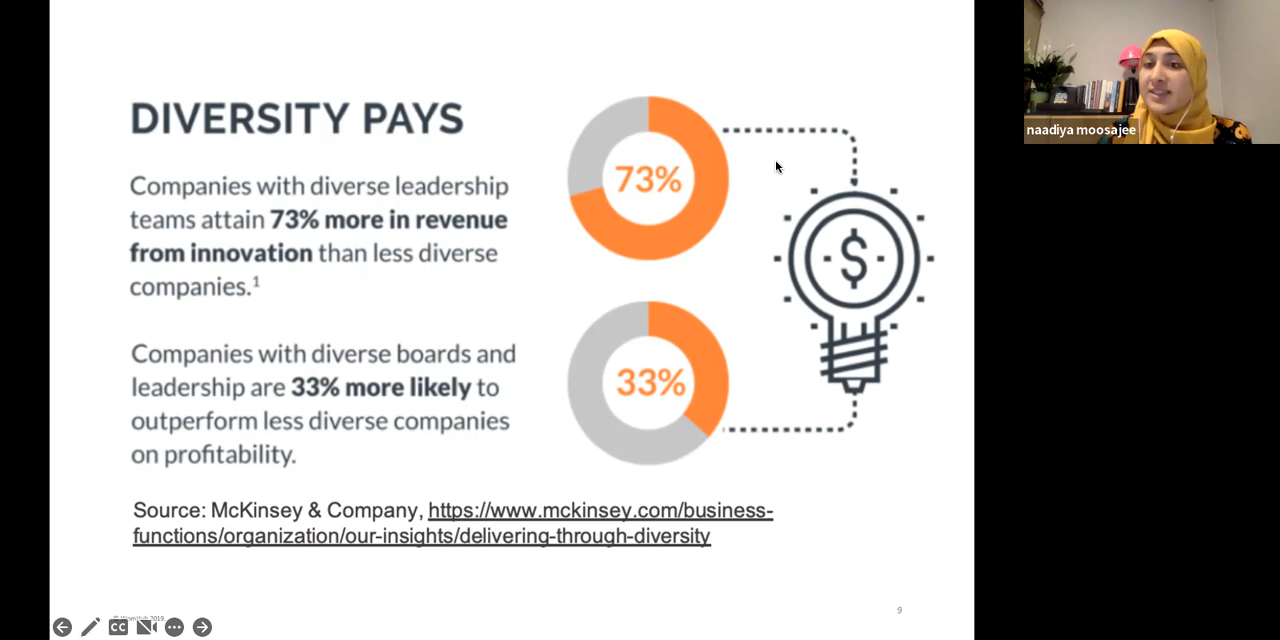 DIVERSITY PAYS
Companies with diverse leadership
teams attain 73% more in revenue
from innovation than less diverse
companies.¹
73%
$
Companies with diverse boards and
leadership are 33% more likely to
outperform less diverse companies
on profitability.
33%
Source: McKinsey & Company, https://www.mckinsey.com/business-
functions/organization/our-insights/delivering-through-diversity
9
CC
naadiya moosajee